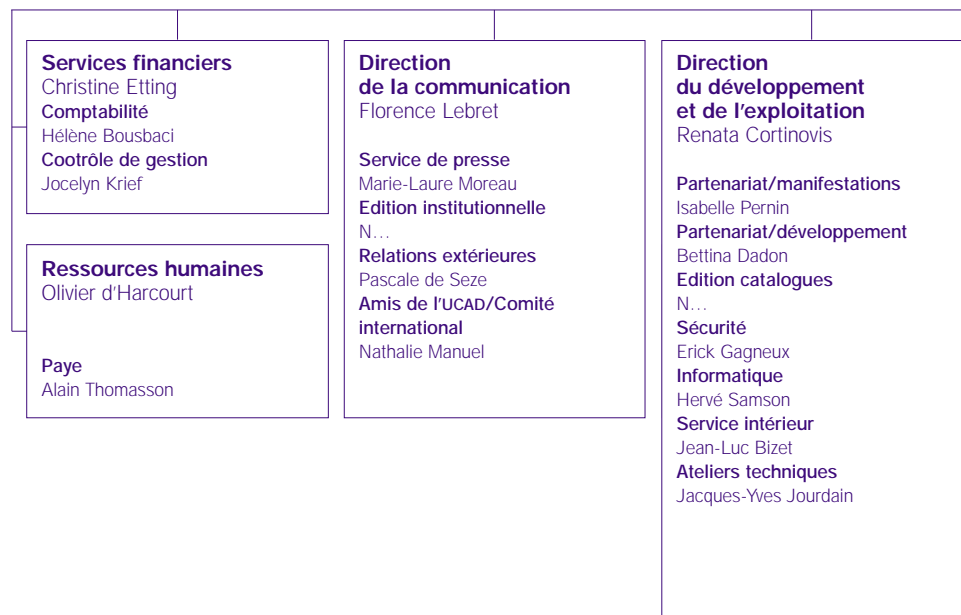 Services financiers
Christine Etting
Comptabilité
Hélène Bousbaci
Cootrôle de gestion
Jocelyn Krief
Ressources humaines
Olivier d'Harcourt
Paye
Alain Thomasson
Direction
de la communication
Florence Lebret
Service de presse
Marie-Laure Moreau
Edition institutionnelle
N…
Relations extérieures
Pascale de Seze
Amis de l'UCAD/Comité
international
Nathalie Manuel
Direction
du développement
et de l'exploitation
Renata Cortinovis
Partenariat/manifestations
Isabelle Pernin
Partenariat/développement
Bettina Dadon
Edition catalogues
N…
Sécurité
Erick Gagneux
Informatique
Hervé Samson
Service intérieur
Jean-Luc Bizet
Ateliers techniques
Jacques-Yves Jourdain